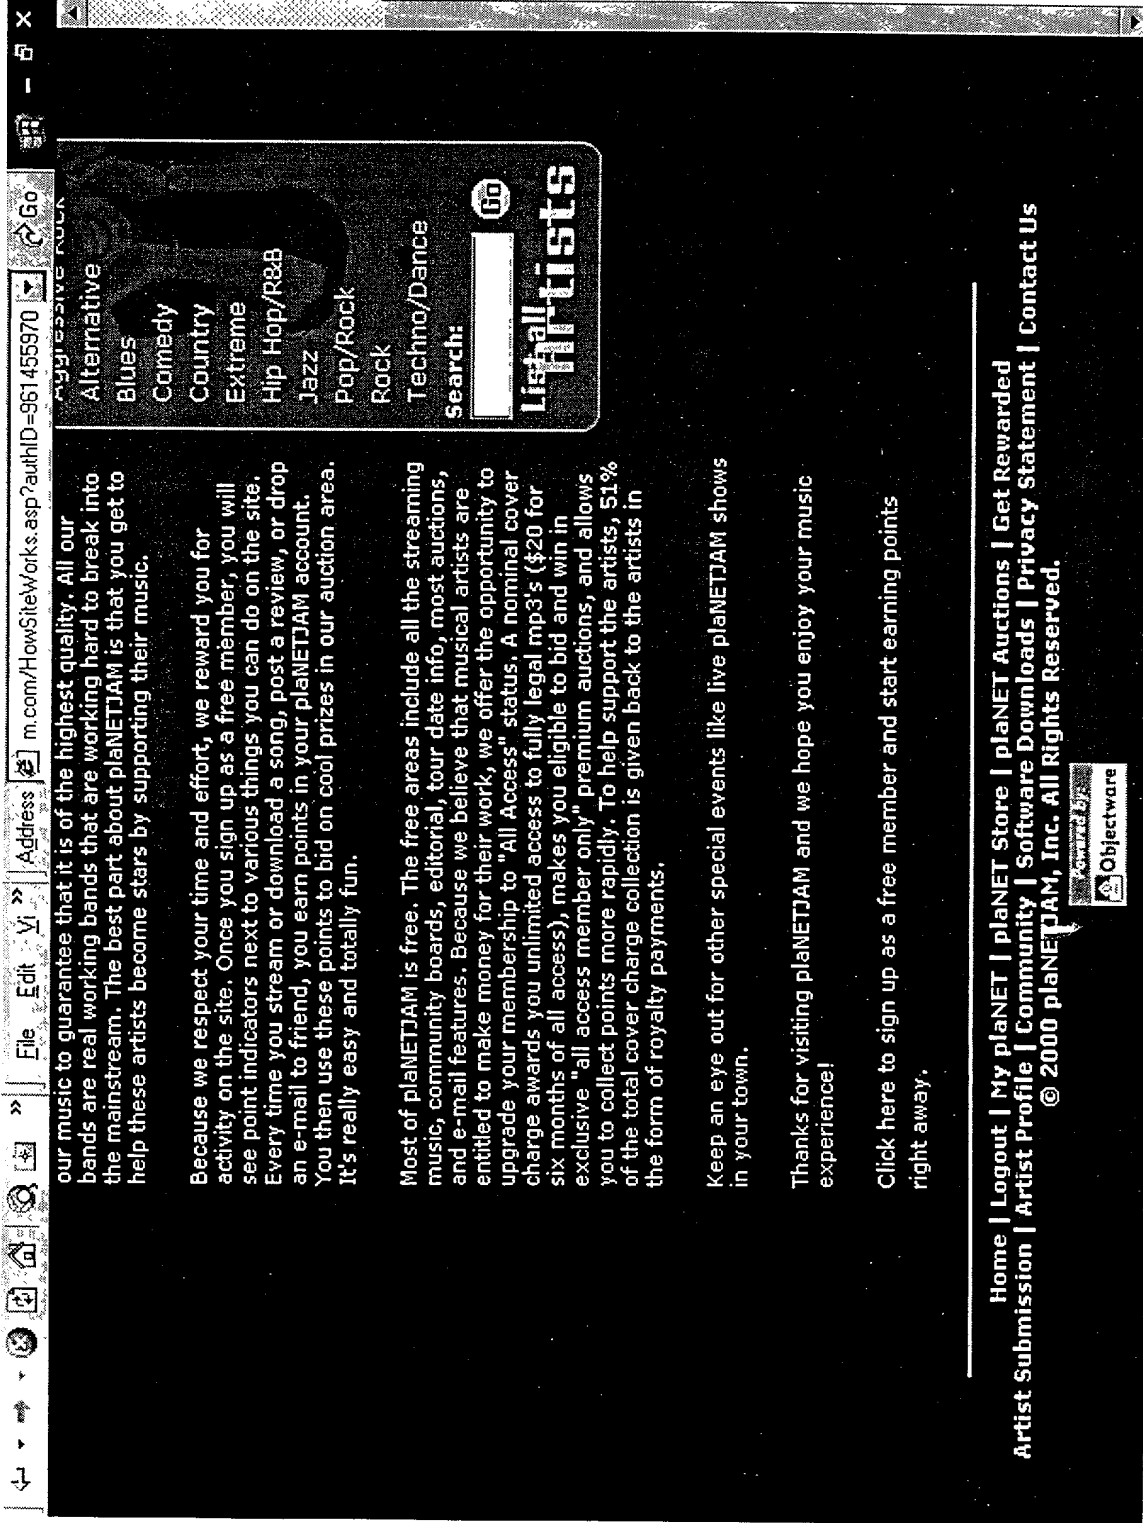 File Edit Vi » Address m.com/HowSiteWorks.asp?authID=961455970 Go
our music to guarantee that it is of the highest quality. All our
bands are real working bands that are working hard to break into
the mainstream. The best part about plaNETJAM is that you get to
help these artists become stars by supporting their music.
Because we respect your time and effort, we reward you for
activity on the site. Once you sign up as a free member, you will
see point indicators next to various things you can do on the site.
Every time you stream or download a song, post a review, or drop
an e-mail to friend, you earn points in your plaNETJAM account.
You then use these points to bid on cool prizes in our auction area.
It's really easy and totally fun.
Most of plaNETJAM is free. The free areas include all the streaming
music, community boards, editorial, tour date info, most auctions,
and e-mail features. Because we believe that musical artists are
entitled to make money for their work, we offer the opportunity to
upgrade your membership to "All Access" status. A nominal cover
charge awards you unlimited access to fully legal mp3's ($20 for
six months of all access), makes you eligible to bid and win in
exclusive "all access member only" premium auctions, and allows
you to collect points more rapidly. To help support the artists, 51%
of the total cover charge collection is given back to the artists in
the form of royalty payments.
Keep an eye out for other special events like live plaNETJAM shows
in your town.
Thanks for visiting plaNETJAM and we hope you enjoy your music
experience!
Click here to sign up as a free member and start earning points
right away.
Aggressive Rock
Alternative
Blues
Comedy
Country
Extreme
Hip Hop/R&B
Jazz
Pop/Rock
Rock
Techno/Dance
search:
Go
List all
Artists
Home | Logout | My plaNET | plaNET Store | plaNET Auctions | Get Rewarded
Artist Submission | Artist Profile | Community | Software Downloads | Privacy Statement | Contact Us
© 2000 plaNETJAM, Inc. All Rights Reserved.
Powered by:
Objectware